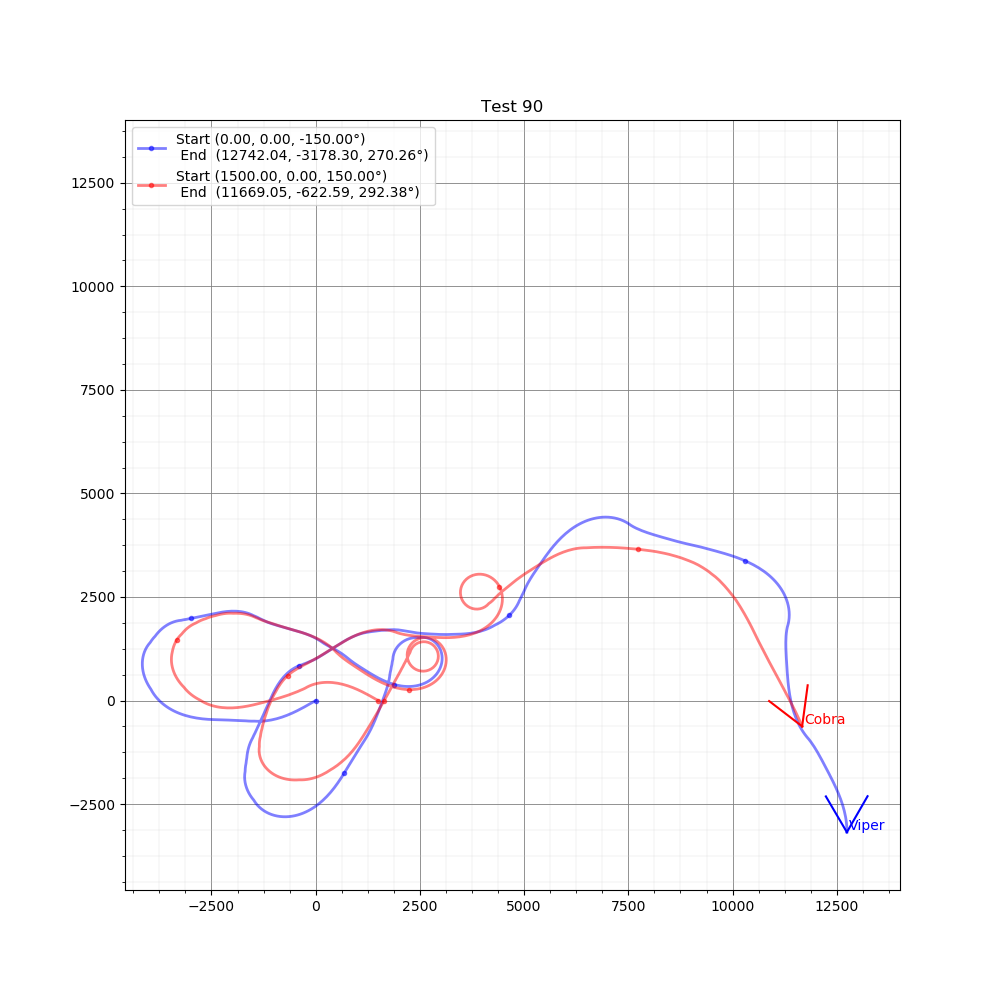 Test 90
Start (0.00, 0.00, -150.00°)
End  (12742.04, -3178.30, 270.26°)
Start (1500.00, 0.00, 150.00°)
End  (11669.05, -622.59, 292.38°)
12500
10000
7500
5000
2500
0
−2500
Cobra
Viper
−2500
0
2500
5000
7500
10000
12500